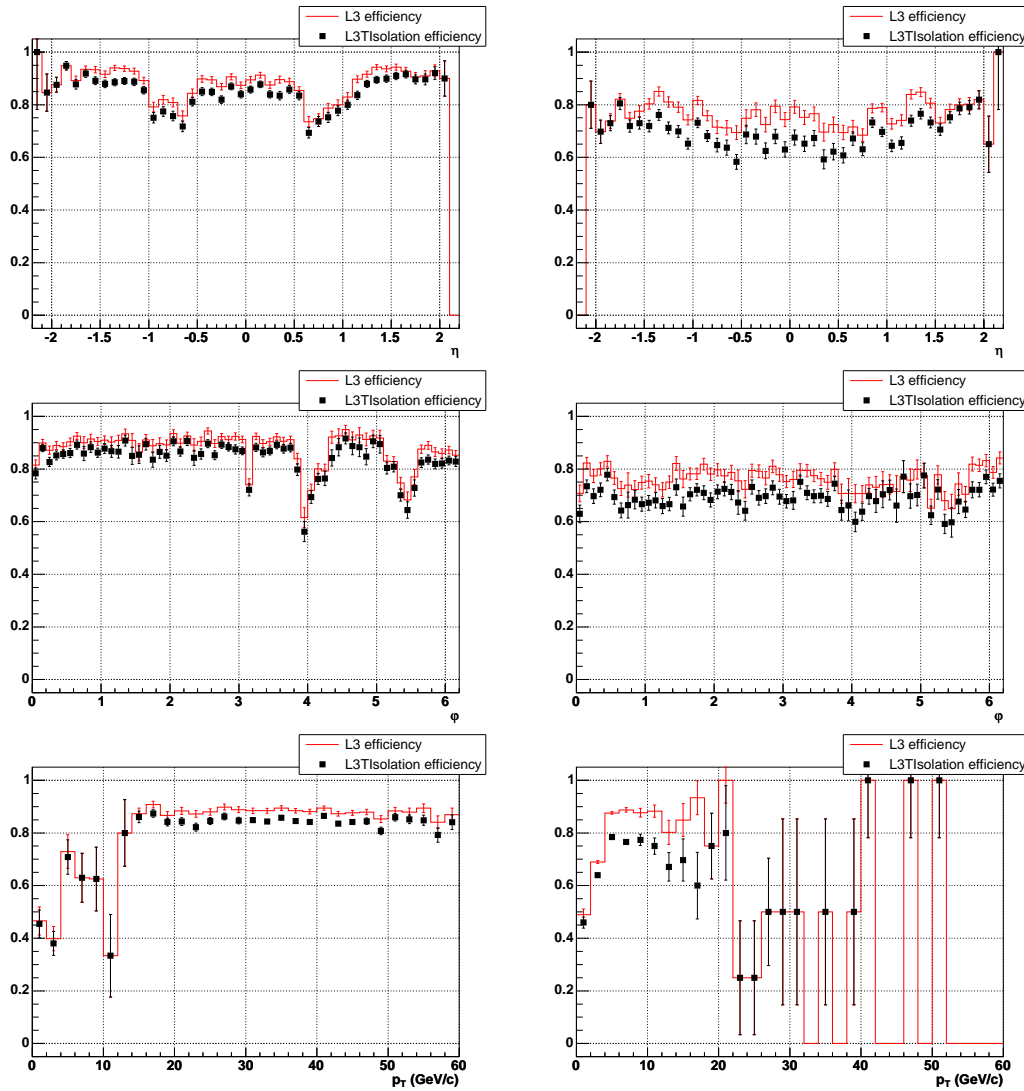 L3 efficiency
L3TIsolation efficiency
1
0.8
0.6
0.4
0.2
0
-2 -1.5 -1 -0.5 0 0.5 1 1.5 2
η
L3 efficiency
L3TIsolation efficiency
1
0.8
0.6
0.4
0.2
0
-2 -1.5 -1 -0.5 0 0.5 1 1.5 2
η
L3 efficiency
L3TIsolation efficiency
1
0.8
0.6
0.4
0.2
0
0 1 2 3 4 5 6
φ
L3 efficiency
L3TIsolation efficiency
1
0.8
0.6
0.4
0.2
0
0 1 2 3 4 5 6
φ
L3 efficiency
L3TIsolation efficiency
1
0.8
0.6
0.4
0.2
0
0 10 20 30 40 50 60
p_T (GeV/c)
L3 efficiency
L3TIsolation efficiency
1
0.8
0.6
0.4
0.2
0
0 10 20 30 40 50 60
p_T (GeV/c)